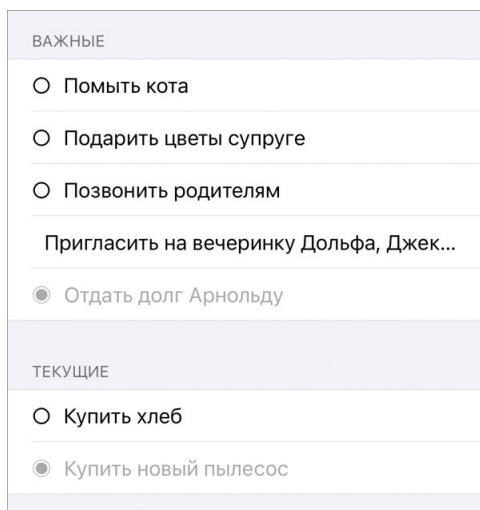 ВАЖНЫЕ
Помыть кота
Подарить цветы супруге
Позвонить родителям
Пригласить на вечеринку Дольфа, Джек...
Отдать долг Арнольду
ТЕКУЩИЕ
Купить хлеб
Купить новый пылесос